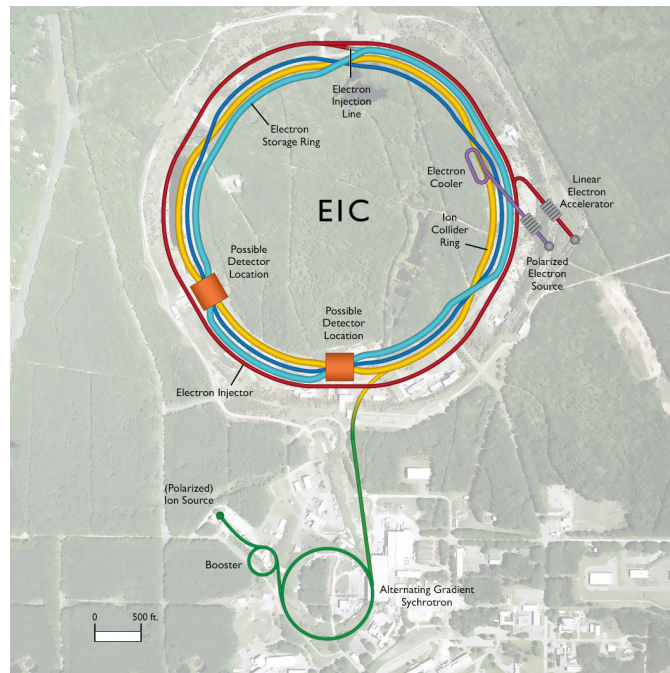 Electron
Injection
Line
Electron
Storage Ring
Electron
Cooler
Linear
Electron
Accelerator
EIC
Ion
Collider
Ring
Possible
Detector
Location
Polarized
Electron
Source
Possible
Detector
Location
Electron Injector
(Polarized)
Ion Source
Booster
Alternating Gradient
Sychrotron
0 500 ft.